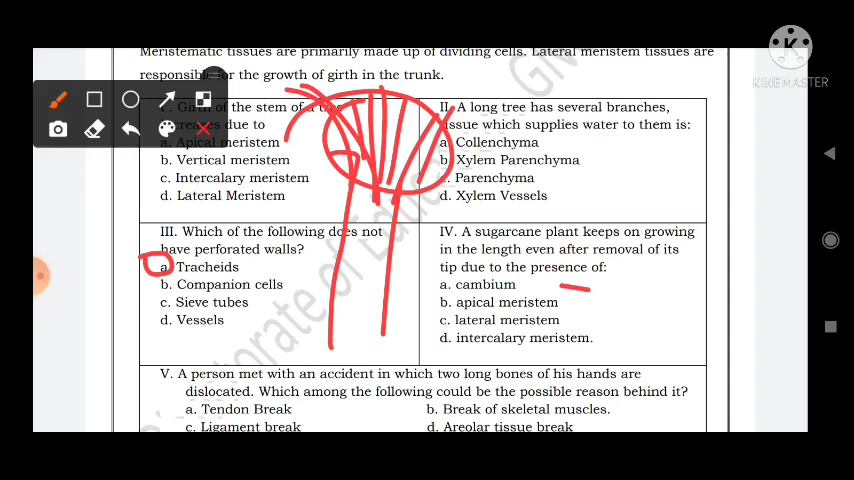 Meristematic tissues are primarily made up of dividing cells. Lateral meristem tissues are
responsible for the growth of girth in the trunk.
KINEMASTER
Girth of the stem of a tree
due to
a. Apical meristem
b. Vertical meristem
c. Intercalary meristem
d. Lateral Meristem
II. A long tree has several branches,
tissue which supplies water to them is:
a. Collenchyma
b. Xylem Parenchyma
c. Parenchyma
d. Xylem Vessels
III. Which of the following does not
have perforated walls?
a. Tracheids
b. Companion cells
c. Sieve tubes
d. Vessels
IV. A sugarcane plant keeps on growing
in the length even after removal of its
tip due to the presence of:
a. cambium
b. apical meristem
c. lateral meristem
d. intercalary meristem.
V. A person met with an accident in which two long bones of his hands are
dislocated. Which among the following could be the possible reason behind it?
a. Tendon Break
b. Break of skeletal muscles.
c. Ligament break
d. Areolar tissue break